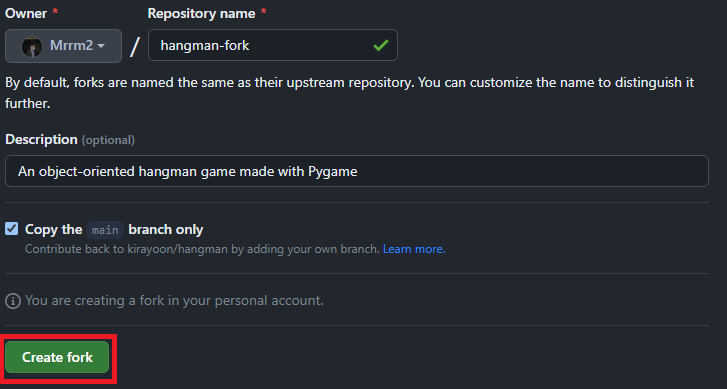 Owner * Repository name *
Mrrm2 / hangman-fork
By default, forks are named the same as their upstream repository. You can customize the name to distinguish it
further.
Description (optional)
An object-oriented hangman game made with Pygame
Copy the main branch only
Contribute back to kirayoon/hangman by adding your own branch. Learn more.
You are creating a fork in your personal account.
Create fork